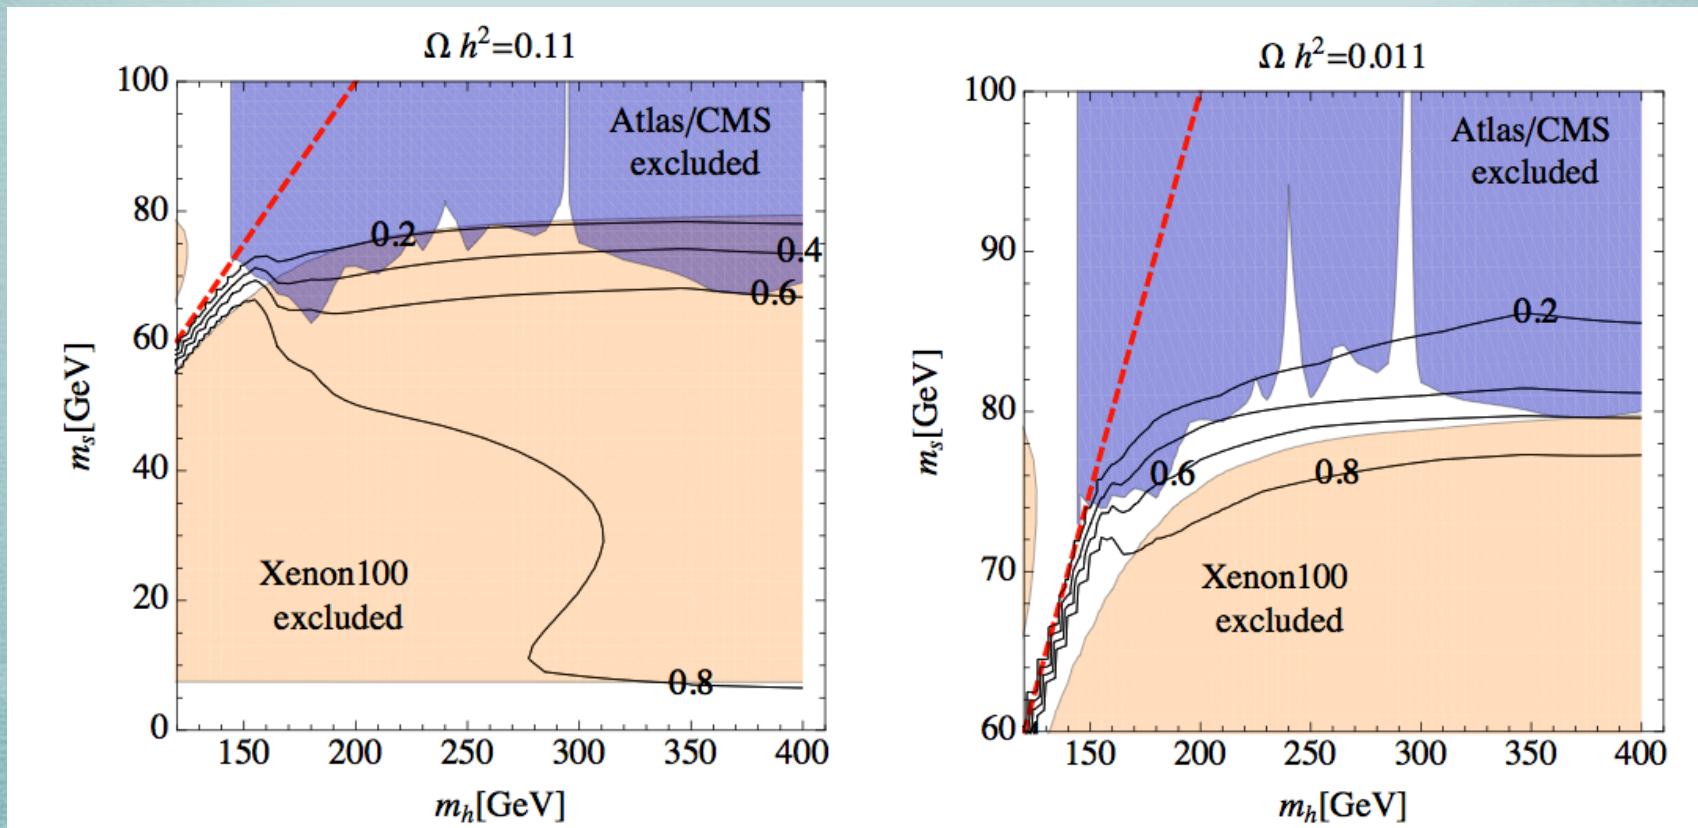 Ω h²=0.11
100
80
60
40
20
0
m_s[GeV]
Atlas/CMS
excluded
0.2
0.4
0.6
Xenon100
excluded
0.8
150 200 250 300 350 400
m_h[GeV]
Ω h²=0.011
100
90
80
70
60
m_s[GeV]
Atlas/CMS
excluded
0.2
0.6
0.8
Xenon100
excluded
150 200 250 300 350 400
m_h[GeV]